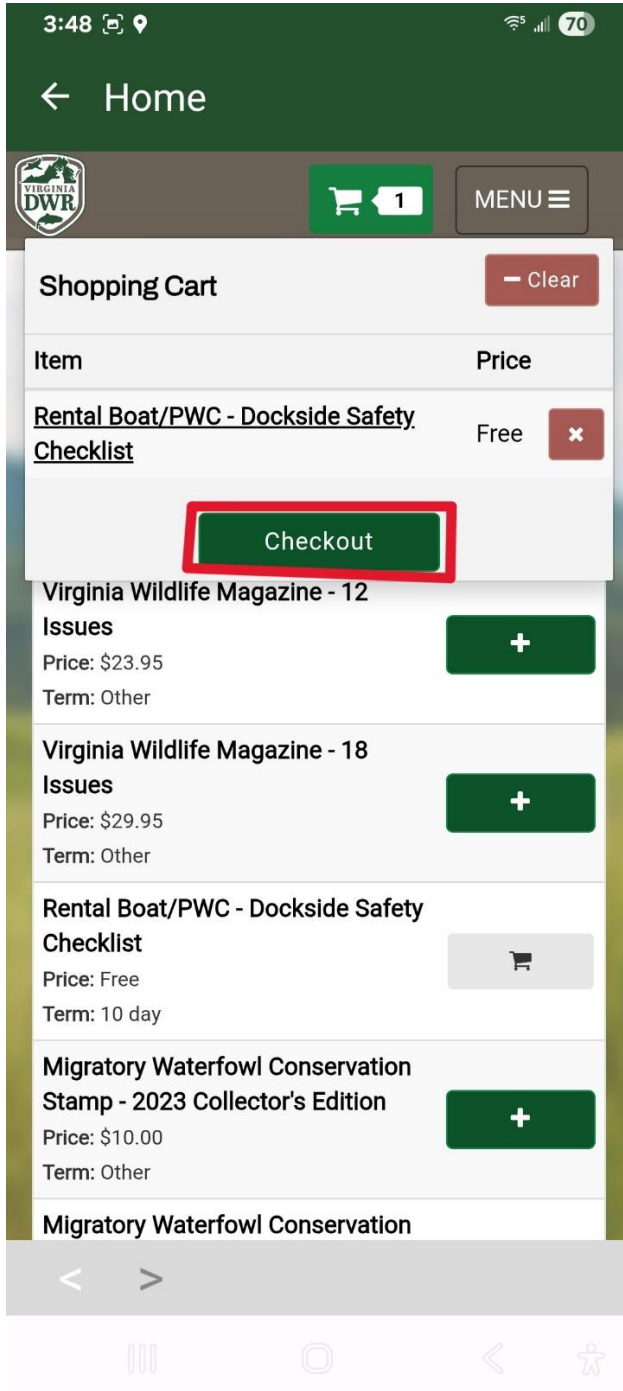 3:48
5
70
Home
VIRGINIA
DWR
1
MENU
Shopping Cart
Clear
Item
Price
Rental Boat/PWC - Dockside Safety
Checklist
Free
Checkout
Virginia Wildlife Magazine - 12
Issues
Price: $23.95
Term: Other
Virginia Wildlife Magazine - 18
Issues
Price: $29.95
Term: Other
Rental Boat/PWC - Dockside Safety
Checklist
Price: Free
Term: 10 day
Migratory Waterfowl Conservation
Stamp - 2023 Collector's Edition
Price: $10.00
Term: Other
Migratory Waterfowl Conservation